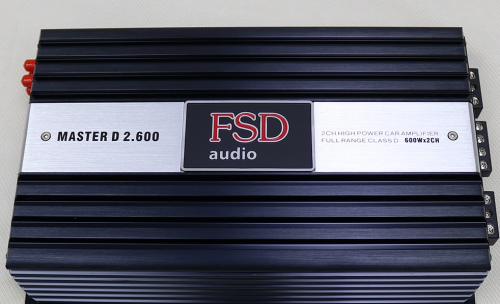 MASTER D 2.600
FSD
audio
2CH HIGH POWER CAR AMPLIFIER
FULL RANGE CLASS D 600Wx2CH